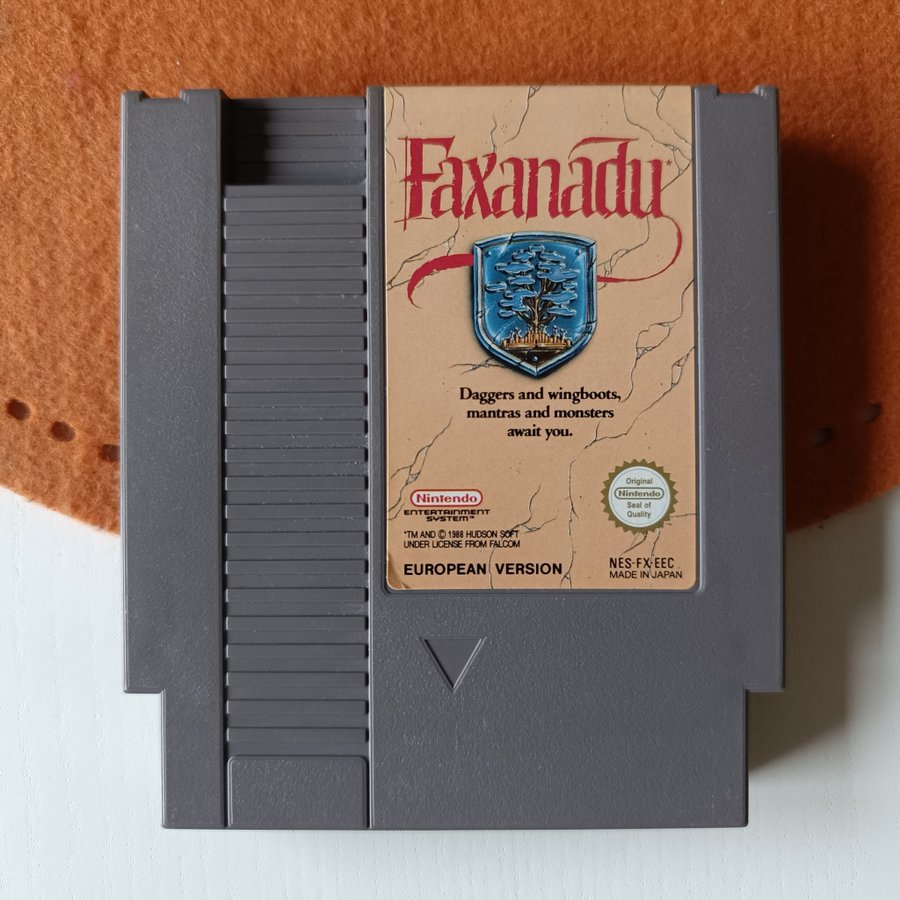 Faxanadu*
Daggers and wingboots,
mantras and monsters
await you.
Nintendo
ENTERTAINMENT
SYSTEM™
*TM AND © 1988 HUDSON SOFT
UNDER LICENSE FROM FALCOM
EUROPEAN VERSION
Original
Nintendo
Seal of
Quality
NES-FX-EEC
MADE IN JAPAN